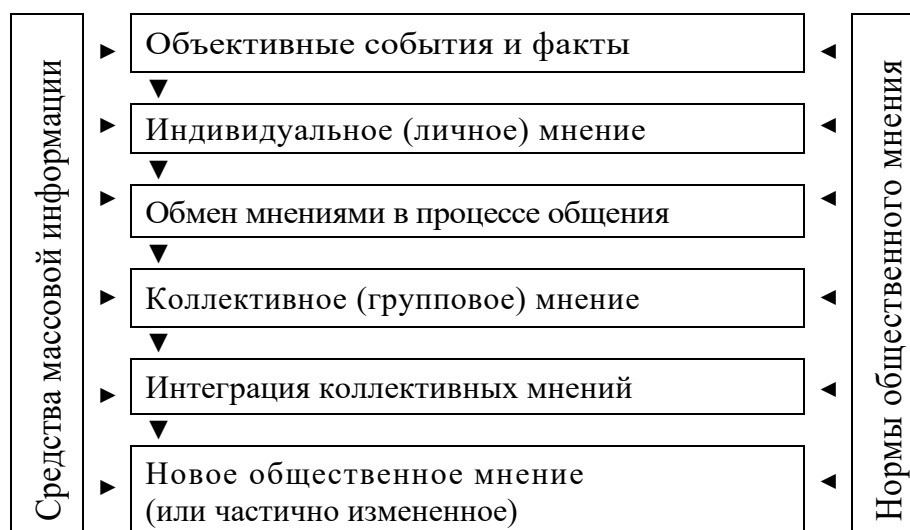 Средства массовой информации
Объективные события и факты
Индивидуальное (личное) мнение
Обмен мнениями в процессе общения
Коллективное (групповое) мнение
Интеграция коллективных мнений
Новое общественное мнение
(или частично измененное)
Нормы общественного мнения